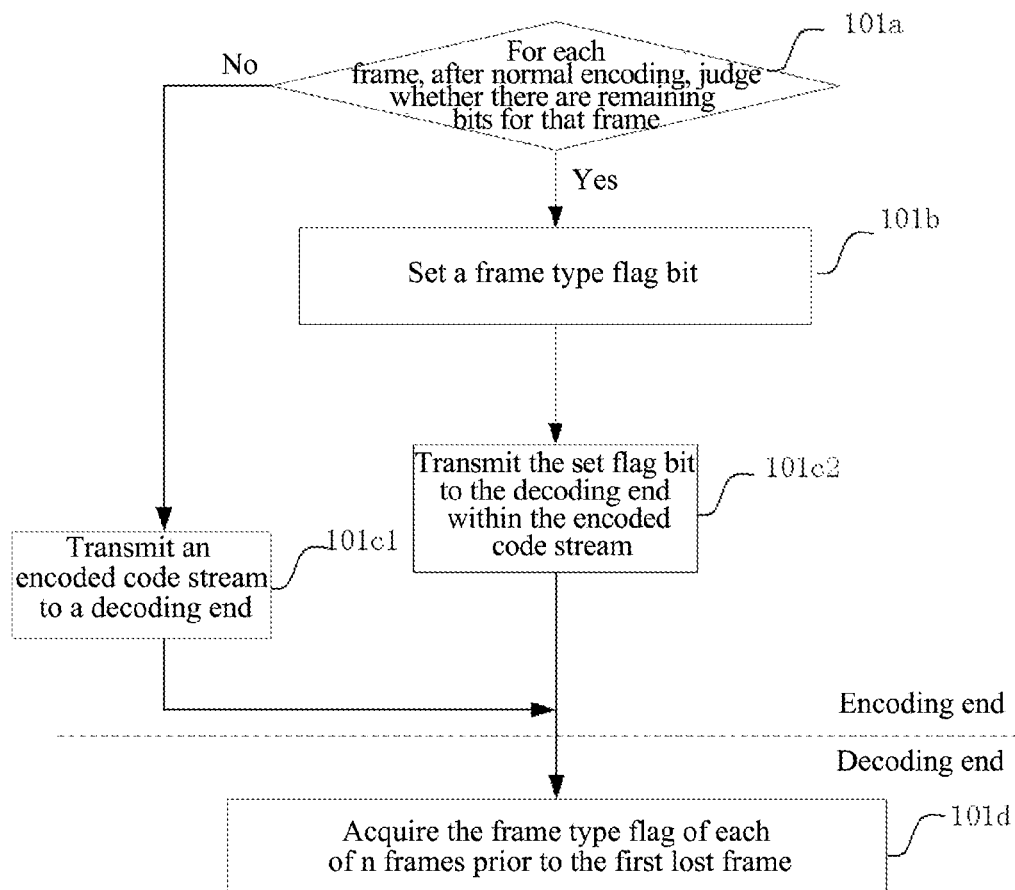 101a
For each
frame, after normal encoding, judge
whether there are remaining
bits for that frame
No
Yes
101b
Set a frame type flag bit
Transmit the set flag bit
to the decoding end
within the encoded
code stream
101c2
Transmit an
encoded code stream
to a decoding end
101c1
Encoding end
Decoding end
Acquire the frame type flag of each
of n frames prior to the first lost frame
101d